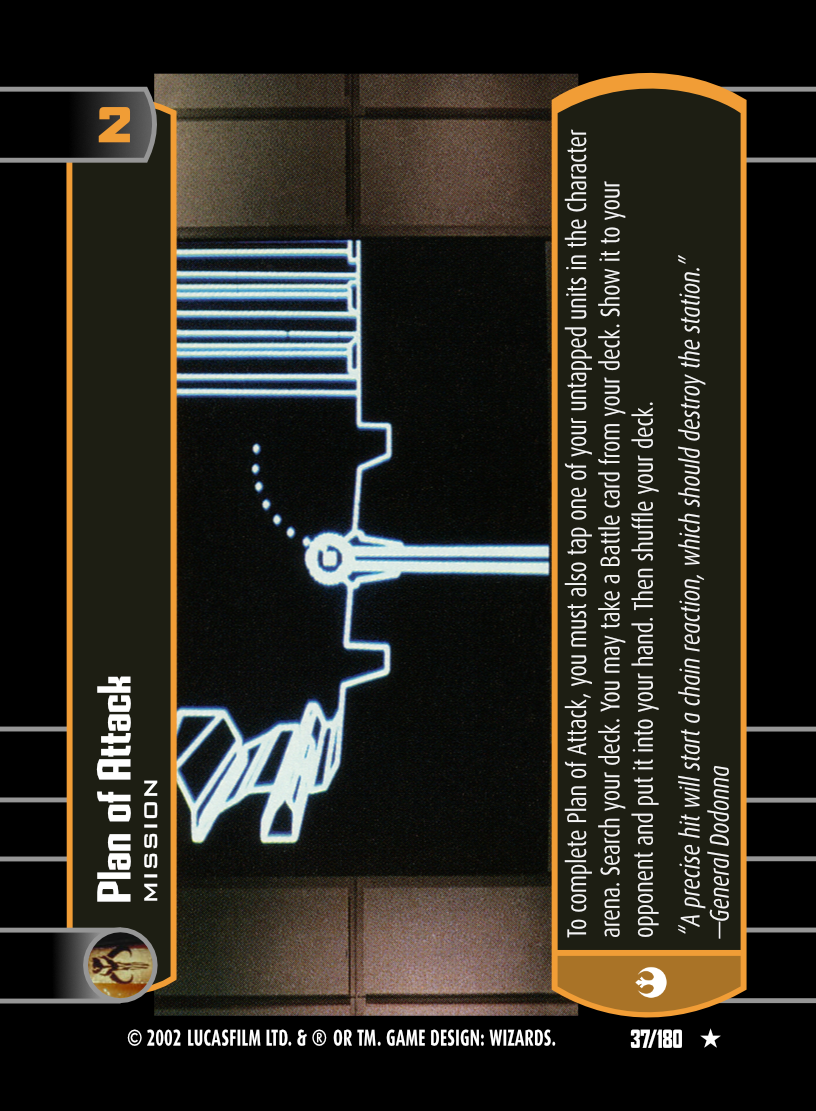 Plan of Attack
2
MISSION
To complete Plan of Attack, you must also tap one of your untapped units in the Character
arena. Search your deck. You may take a Battle card from your deck. Show it to your
opponent and put it into your hand. Then shuffle your deck.
“A precise hit will start a chain reaction, which should destroy the station.”
—General Dodonna
© 2002 LUCASFILM LTD. & ® OR TM. GAME DESIGN: WIZARDS.
37/180 ★